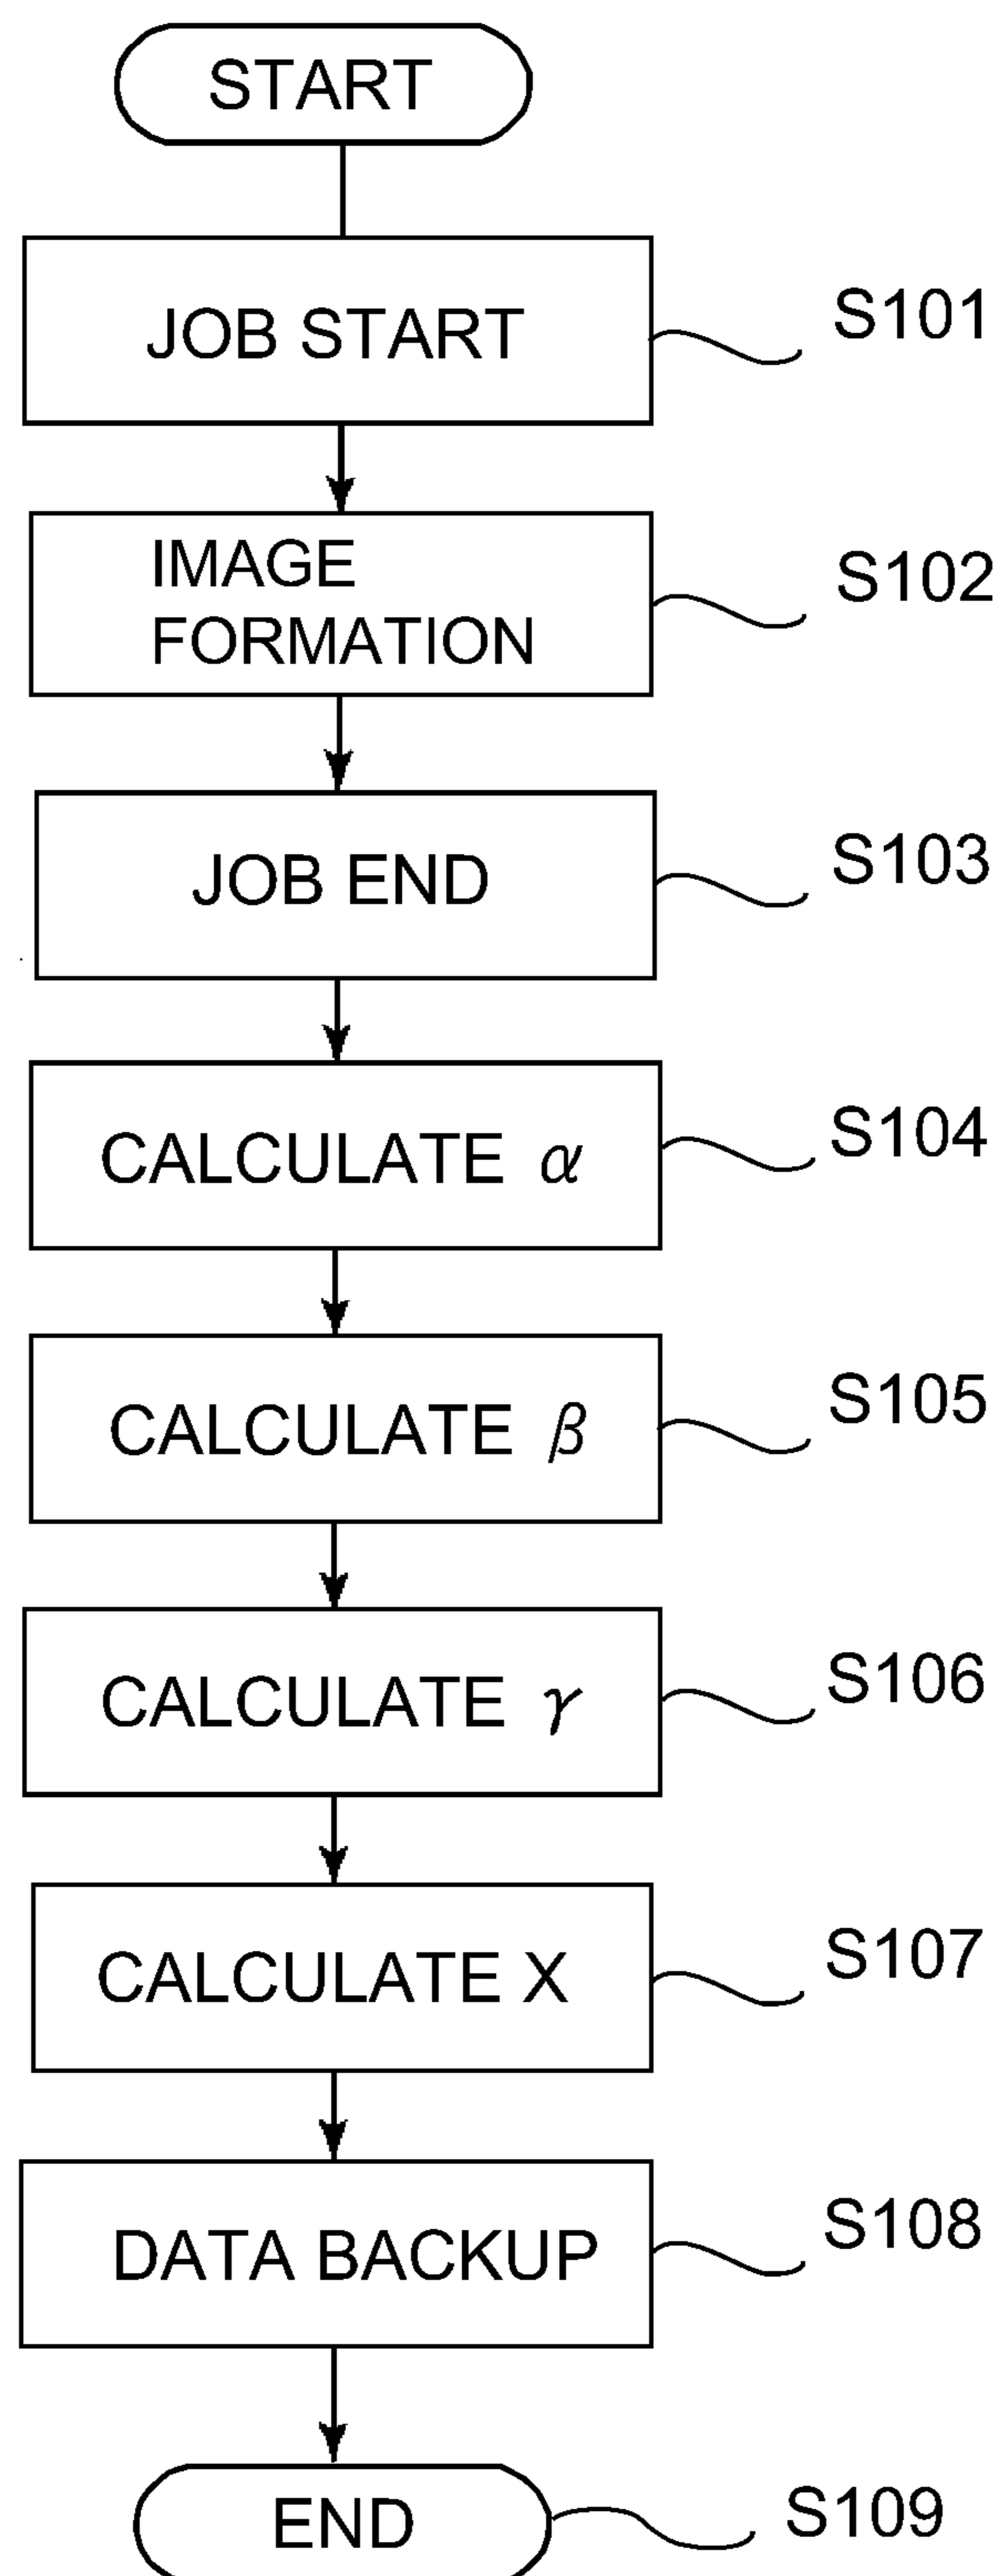 START
JOB START
S101
IMAGE
FORMATION
S102
JOB END
S103
CALCULATE α
S104
CALCULATE β
S105
CALCULATE γ
S106
CALCULATE X
S107
DATA BACKUP
S108
END
S109